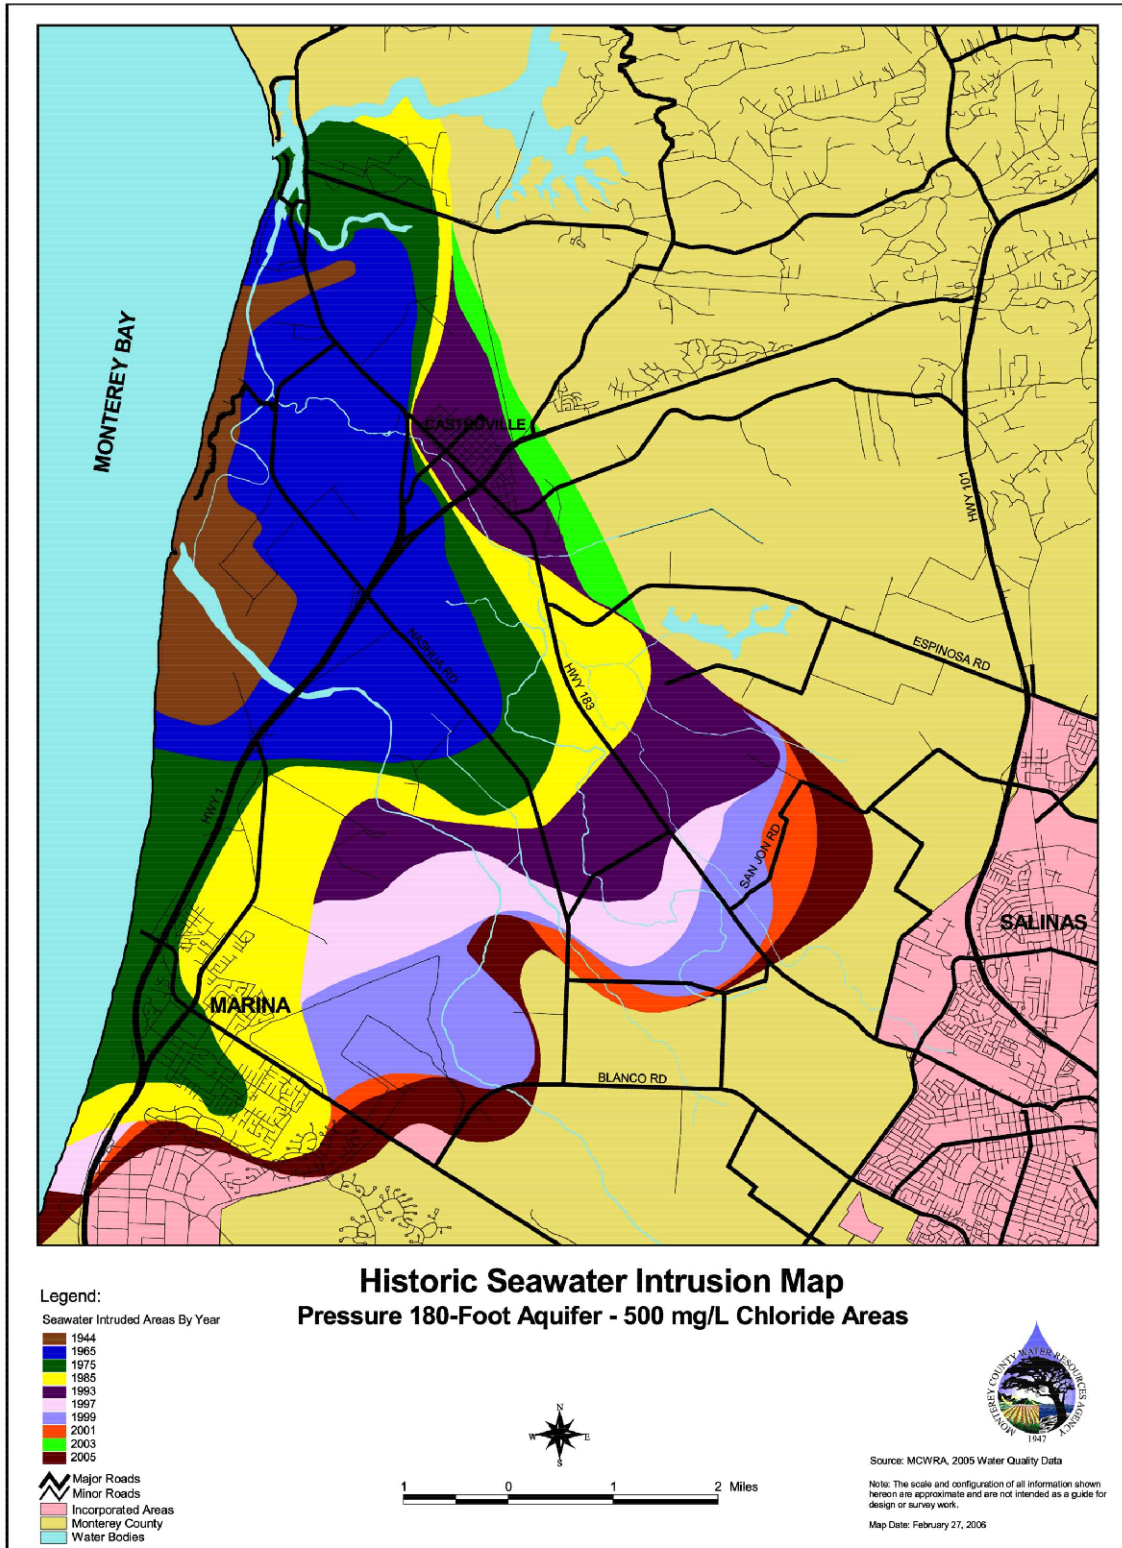 MONTEREY BAY
CASTROVILLE
HWY 101
NASHUA RD
HWY 183
ESPINOSA RD
HWY 1
SAN JON RD
SALINAS
MARINA
BLANCO RD
Historic Seawater Intrusion Map
Pressure 180-Foot Aquifer - 500 mg/L Chloride Areas
Legend:
Seawater Intruded Areas By Year
1944
1965
1975
1985
1993
1997
1999
2001
2003
2005
Major Roads
Minor Roads
Incorporated Areas
Monterey County
Water Bodies
N
W E
S
1 0 1 2 Miles
MONTEREY COUNTY WATER RESOURCES AGENCY
1947
Source: MCWRA, 2005 Water Quality Data
Note: The scale and configuration of all information shown
hereon are approximate and are not intended as a guide for
design or survey work.
Map Date: February 27, 2006